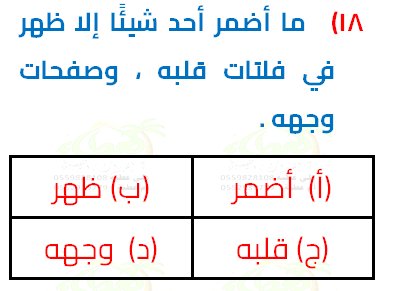 ١٨) ما أضمر أحد شيئًا إلا ظهر
في فلتات قلبه ، وصفحات
وجهه .
(أ) أضمر (ب) ظهر
(ج) قلبه (د) وجهه